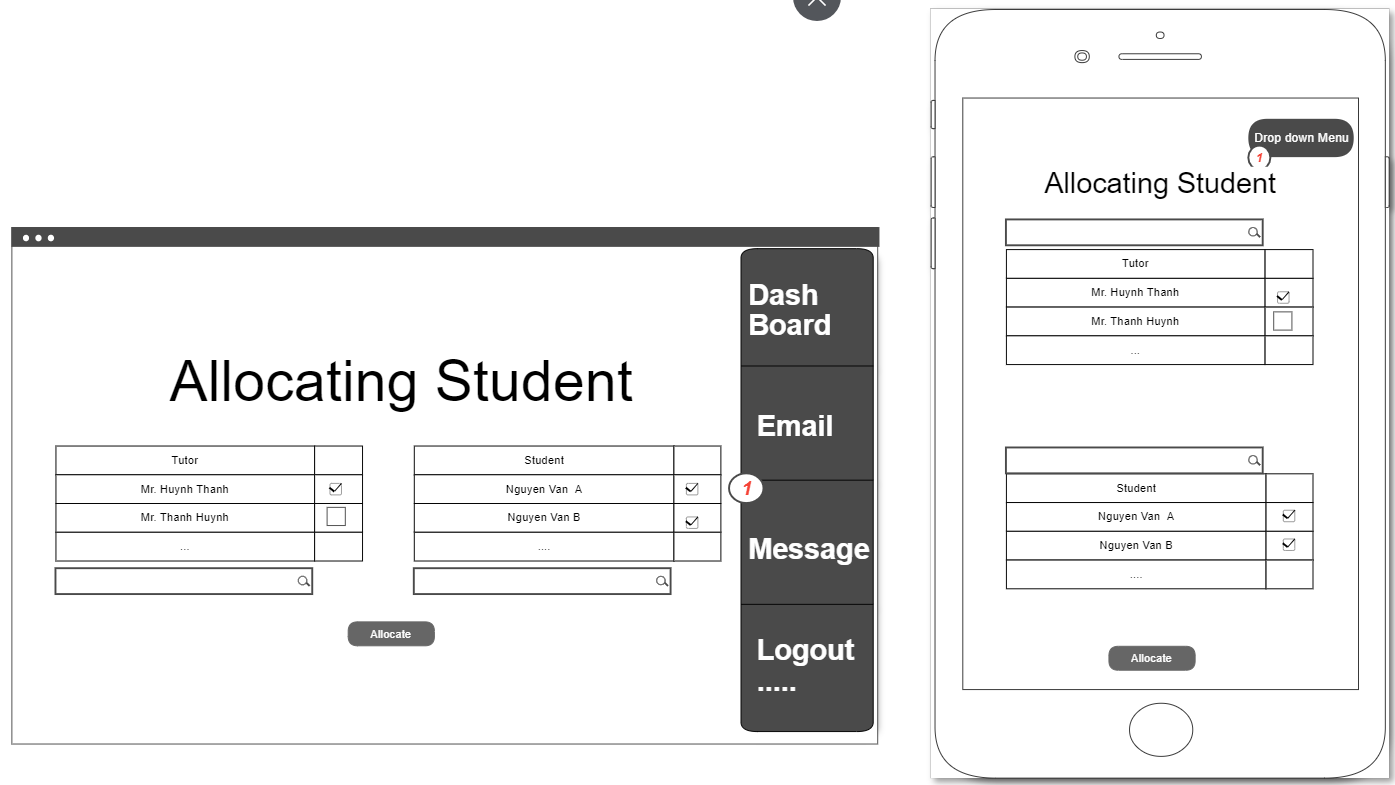 Allocating Student
Tutor
Mr. Huynh Thanh
Mr. Thanh Huynh
...
Student
Nguyen Van  A
Nguyen Van B
....
Allocate
Dash
Board
Email
1
Message
Logout
.....
Drop down Menu
1
Allocating Student
Tutor
Mr. Huynh Thanh
Mr. Thanh Huynh
...
Student
Nguyen Van  A
Nguyen Van B
....
Allocate